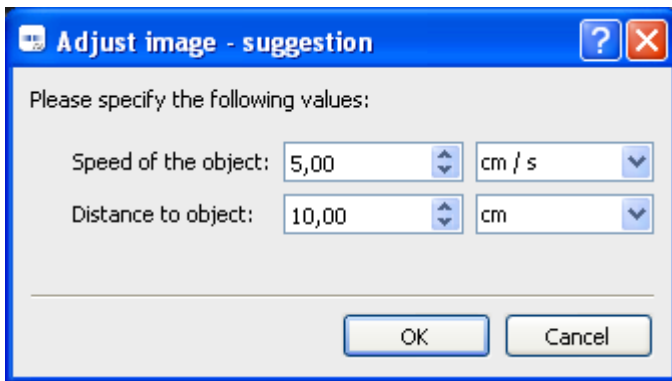 Adjust image - suggestion ?
Please specify the following values:
Speed of the object: 5,00 cm / s
Distance to object: 10,00 cm
OK Cancel